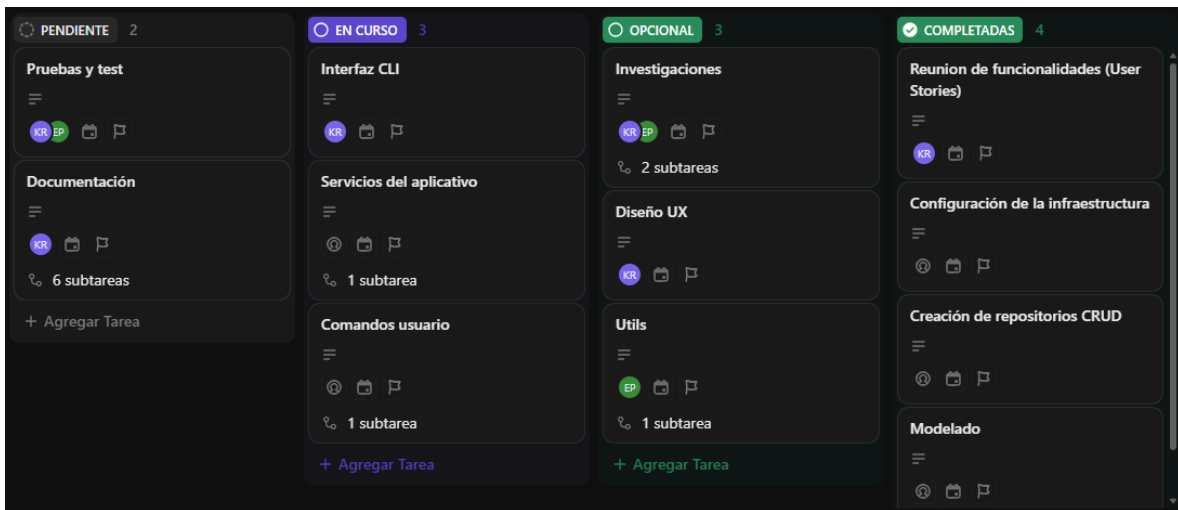 PENDIENTE 2
Pruebas y test
KR EP
Documentación
KR
6 subtareas
+ Agregar Tarea
EN CURSO 3
Interfaz CLI
KR
Servicios del aplicativo
1 subtarea
Comandos usuario
1 subtarea
+ Agregar Tarea
OPCIONAL 3
Investigaciones
KR EP
2 subtareas
Diseño UX
KR
Utils
EP
1 subtarea
+ Agregar Tarea
COMPLETADAS 4
Reunion de funcionalidades (User
Stories)
KR
Configuración de la infraestructura
Creación de repositorios CRUD
Modelado